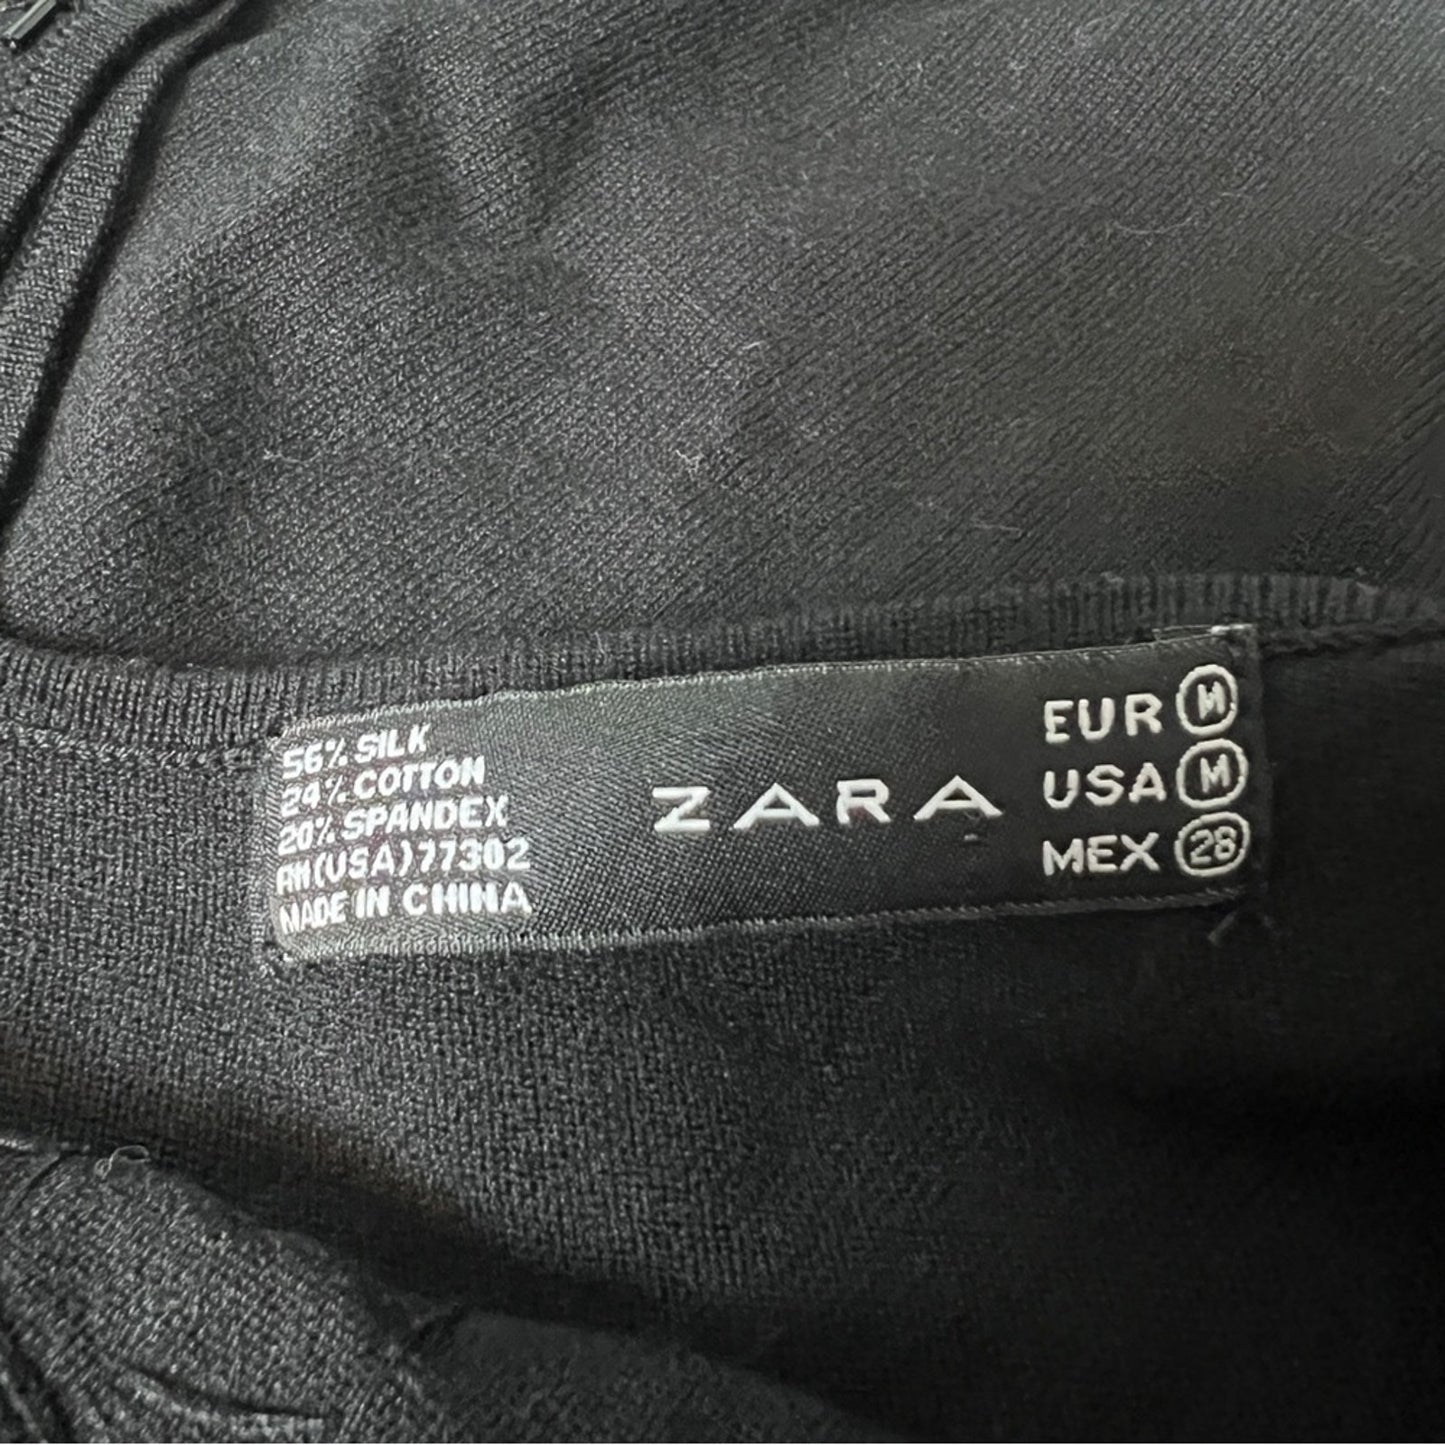 56% SILK
24% COTTON
20% SPANDEX
RN(USA)77302
MADE IN CHINA
ZARA
EUR M
USA M
MEX 28